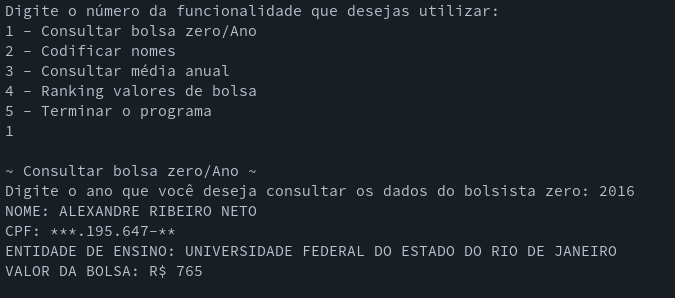 Digite o número da funcionalidade que desejas utilizar:
1 - Consultar bolsa zero/Ano
2 - Codificar nomes
3 - Consultar média anual
4 - Ranking valores de bolsa
5 - Terminar o programa
1
~ Consultar bolsa zero/Ano ~
Digite o ano que você deseja consultar os dados do bolsista zero: 2016
NOME: ALEXANDRE RIBEIRO NETO
CPF: ***.195.647-**
ENTIDADE DE ENSINO: UNIVERSIDADE FEDERAL DO ESTADO DO RIO DE JANEIRO
VALOR DA BOLSA: R$ 765